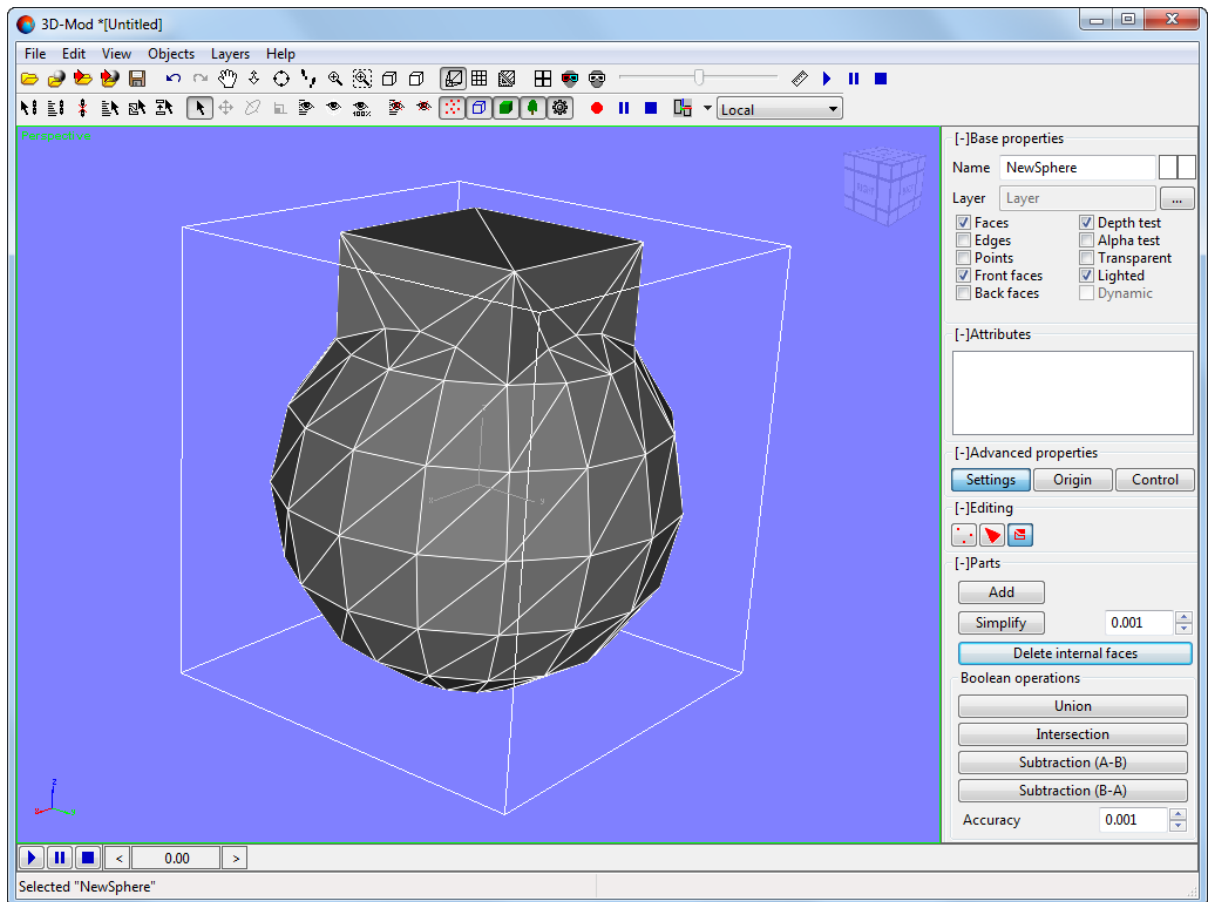 3D-Mod *[Untitled]
File Edit View Objects Layers Help
100%
Local
Perspective
RIGHT
z
y
[-]Base properties
Name NewSphere
Layer Layer ...
Faces Depth test
Edges Alpha test
Points Transparent
Front faces Lighted
Back faces Dynamic
[-]Attributes
[-]Advanced properties
Settings Origin Control
[-]Editing
[-]Parts
Add
Simplify 0.001
Delete internal faces
Boolean operations
Union
Intersection
Subtraction (A-B)
Subtraction (B-A)
Accuracy 0.001
< 0.00 >
Selected "NewSphere"